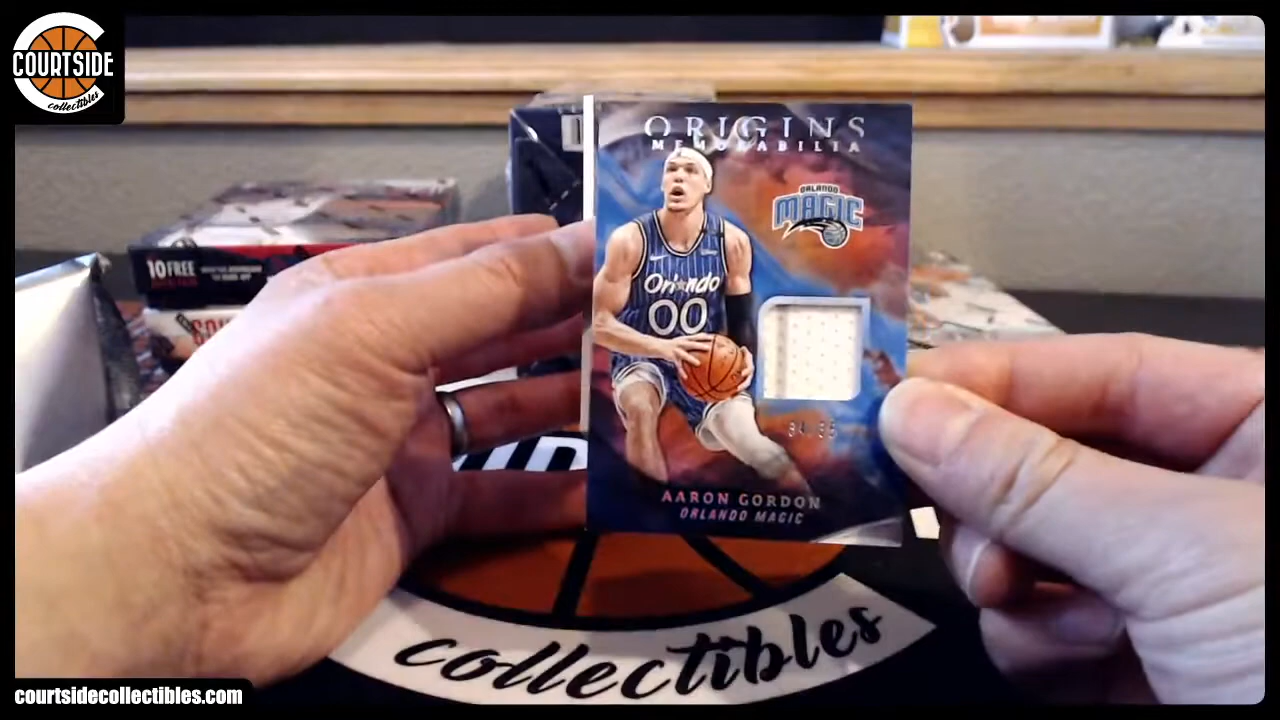 COURTSIDE
collectibles
ORIGINS
MEMORABILIA
ORLANDO
MAGIC
Orlando
00
10 FREE
AARON GORDON
ORLANDO MAGIC
collectibles
courtsidecollectibles.com